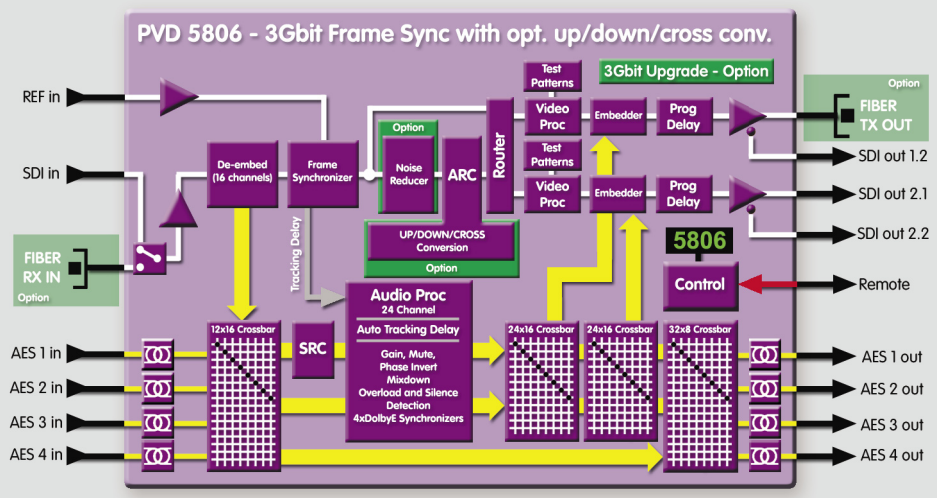 PVD 5806 - 3Gbit Frame Sync with opt. up/down/cross conv.
REF in
SDI in
FIBER
RX IN
Option
De-embed
(16 channels)
Frame
Synchronizer
Tracking Delay
Option
Noise
Reducer
ARC
UP/DOWN/CROSS
Conversion
Option
Router
Test
Patterns
Video
Proc
Test
Patterns
Video
Proc
3Gbit Upgrade - Option
Embedder
Prog
Delay
Embedder
Prog
Delay
Option
FIBER
TX OUT
SDI out 1.2
SDI out 2.1
SDI out 2.2
5806
Control
Remote
Audio Proc
24 Channel
Auto Tracking Delay
Gain, Mute,
Phase Invert
Mixdown
Overload and Silence
Detection
4xDolbyE Synchronizers
12x16 Crossbar
SRC
24x16 Crossbar
24x16 Crossbar
32x8 Crossbar
AES 1 in
AES 2 in
AES 3 in
AES 4 in
AES 1 out
AES 2 out
AES 3 out
AES 4 out